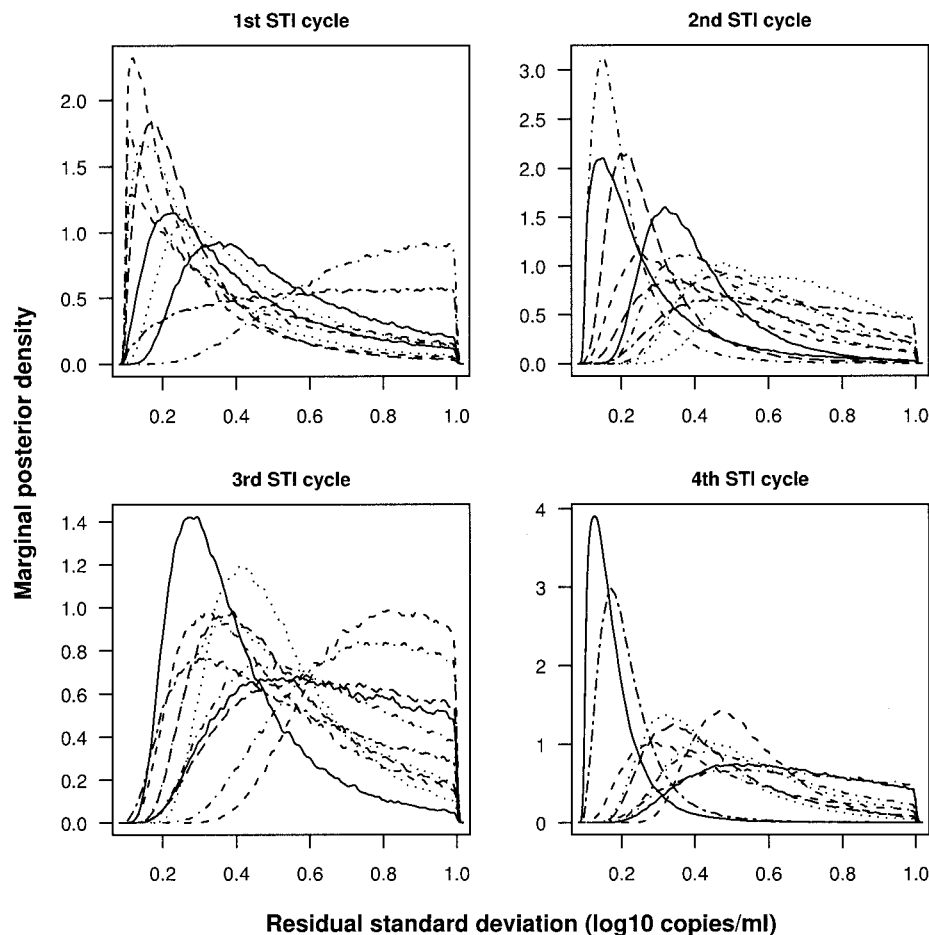 1st STI cycle
2nd STI cycle
2.0
1.5
1.0
0.5
0.0
3.0
2.5
2.0
1.5
1.0
0.5
0.0
0.2 0.4 0.6 0.8 1.0
0.2 0.4 0.6 0.8 1.0
Marginal posterior density
3rd STI cycle
4th STI cycle
1.4
1.2
1.0
0.8
0.6
0.4
0.2
0.0
4
3
2
1
0
0.2 0.4 0.6 0.8 1.0
0.2 0.4 0.6 0.8 1.0
Residual standard deviation (log10 copies/ml)